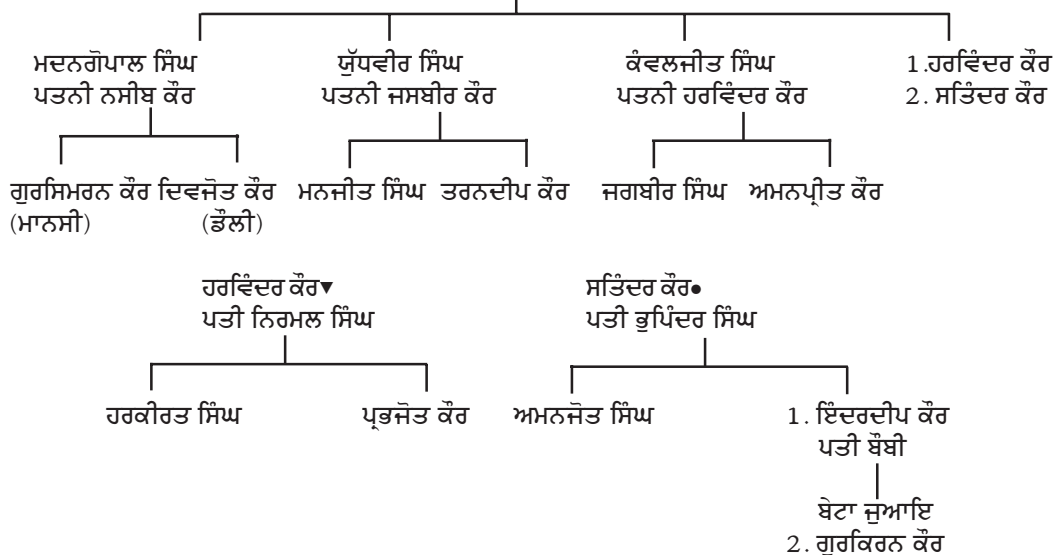 ਮਦਨਗੋਪਾਲ ਸਿੰਘ ਯੁੱਧਵੀਰ ਸਿੰਘ ਕੰਵਲਜੀਤ ਸਿੰਘ 1.ਹਰਵਿੰਦਰ ਕੌਰ
ਪਤਨੀ ਨਸੀਬ ਕੌਰ ਪਤਨੀ ਜਸਬੀਰ ਕੌਰ ਪਤਨੀ ਹਰਵਿੰਦਰ ਕੌਰ 2. ਸਤਿੰਦਰ ਕੌਰ
ਗੁਰਸਿਮਰਨ ਕੌਰ ਦਿਵਜੋਤ ਕੌਰ ਮਨਜੀਤ ਸਿੰਘ ਤਰਨਦੀਪ ਕੌਰ ਜਗਬੀਰ ਸਿੰਘ ਅਮਨਪ੍ਰੀਤ ਕੌਰ
(ਮਾਨਸੀ) (ਡੌਲੀ)
ਹਰਵਿੰਦਰ ਕੌਰ▾ ਸਤਿੰਦਰ ਕੌਰ●
ਪਤੀ ਨਿਰਮਲ ਸਿੰਘ ਪਤੀ ਭੁਪਿੰਦਰ ਸਿੰਘ
ਹਰਕੀਰਤ ਸਿੰਘ ਪ੍ਰਭਜੋਤ ਕੌਰ ਅਮਨਜੋਤ ਸਿੰਘ 1. ਇੰਦਰਦੀਪ ਕੌਰ
ਪਤੀ ਬੌਬੀ
ਬੇਟਾ ਜੁਆਇ
2. ਗੁਰਕਿਰਨ ਕੌਰ